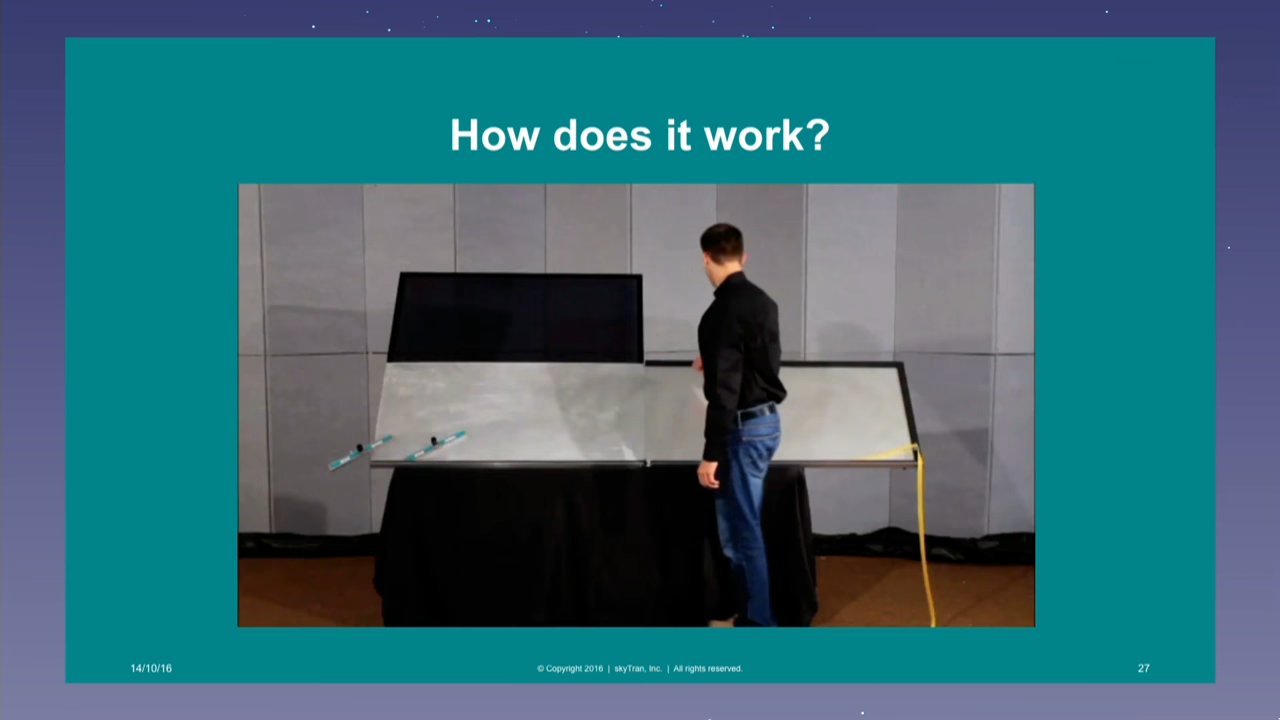 How does it work?
14/10/16
© Copyright 2016 | skyTran, Inc. | All rights reserved.
27